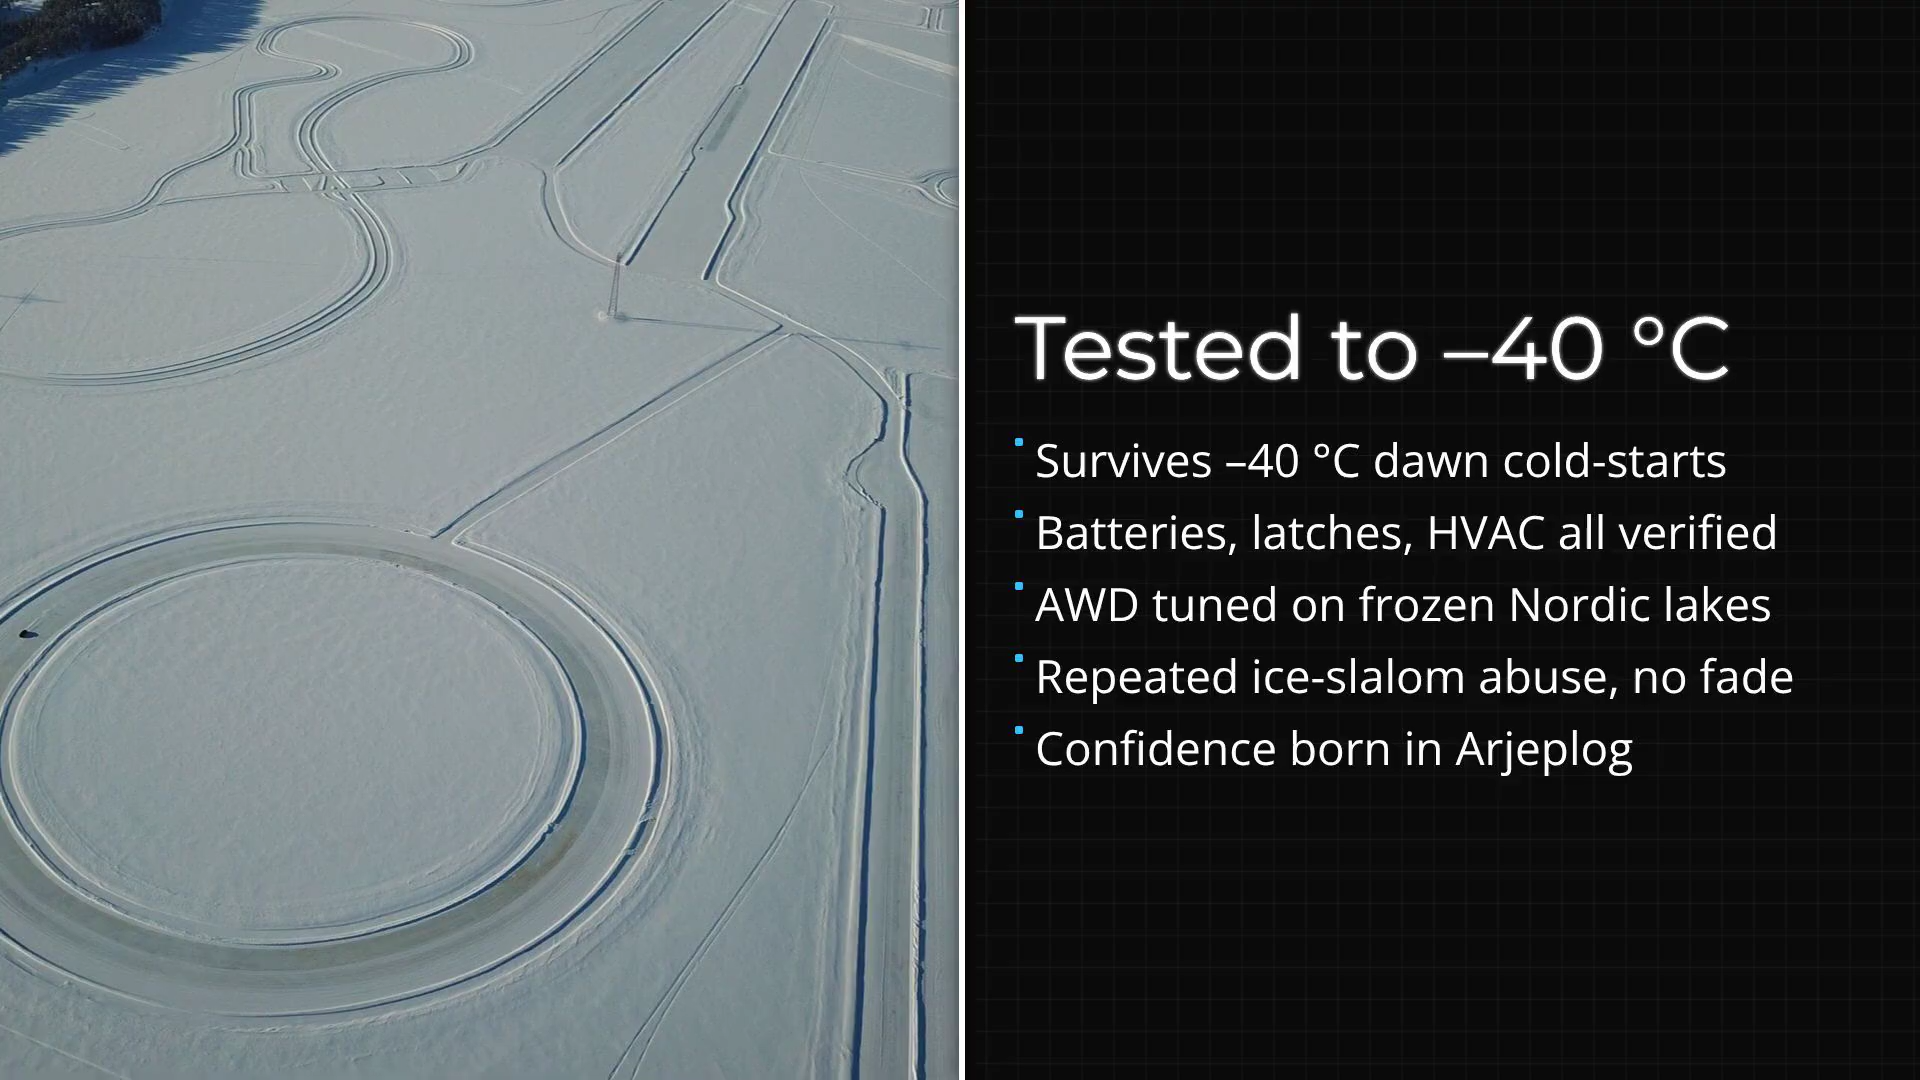 Tested to –40 °C
Survives –40 °C dawn cold-starts
Batteries, latches, HVAC all verified
AWD tuned on frozen Nordic lakes
Repeated ice-slalom abuse, no fade
Confidence born in Arjeplog